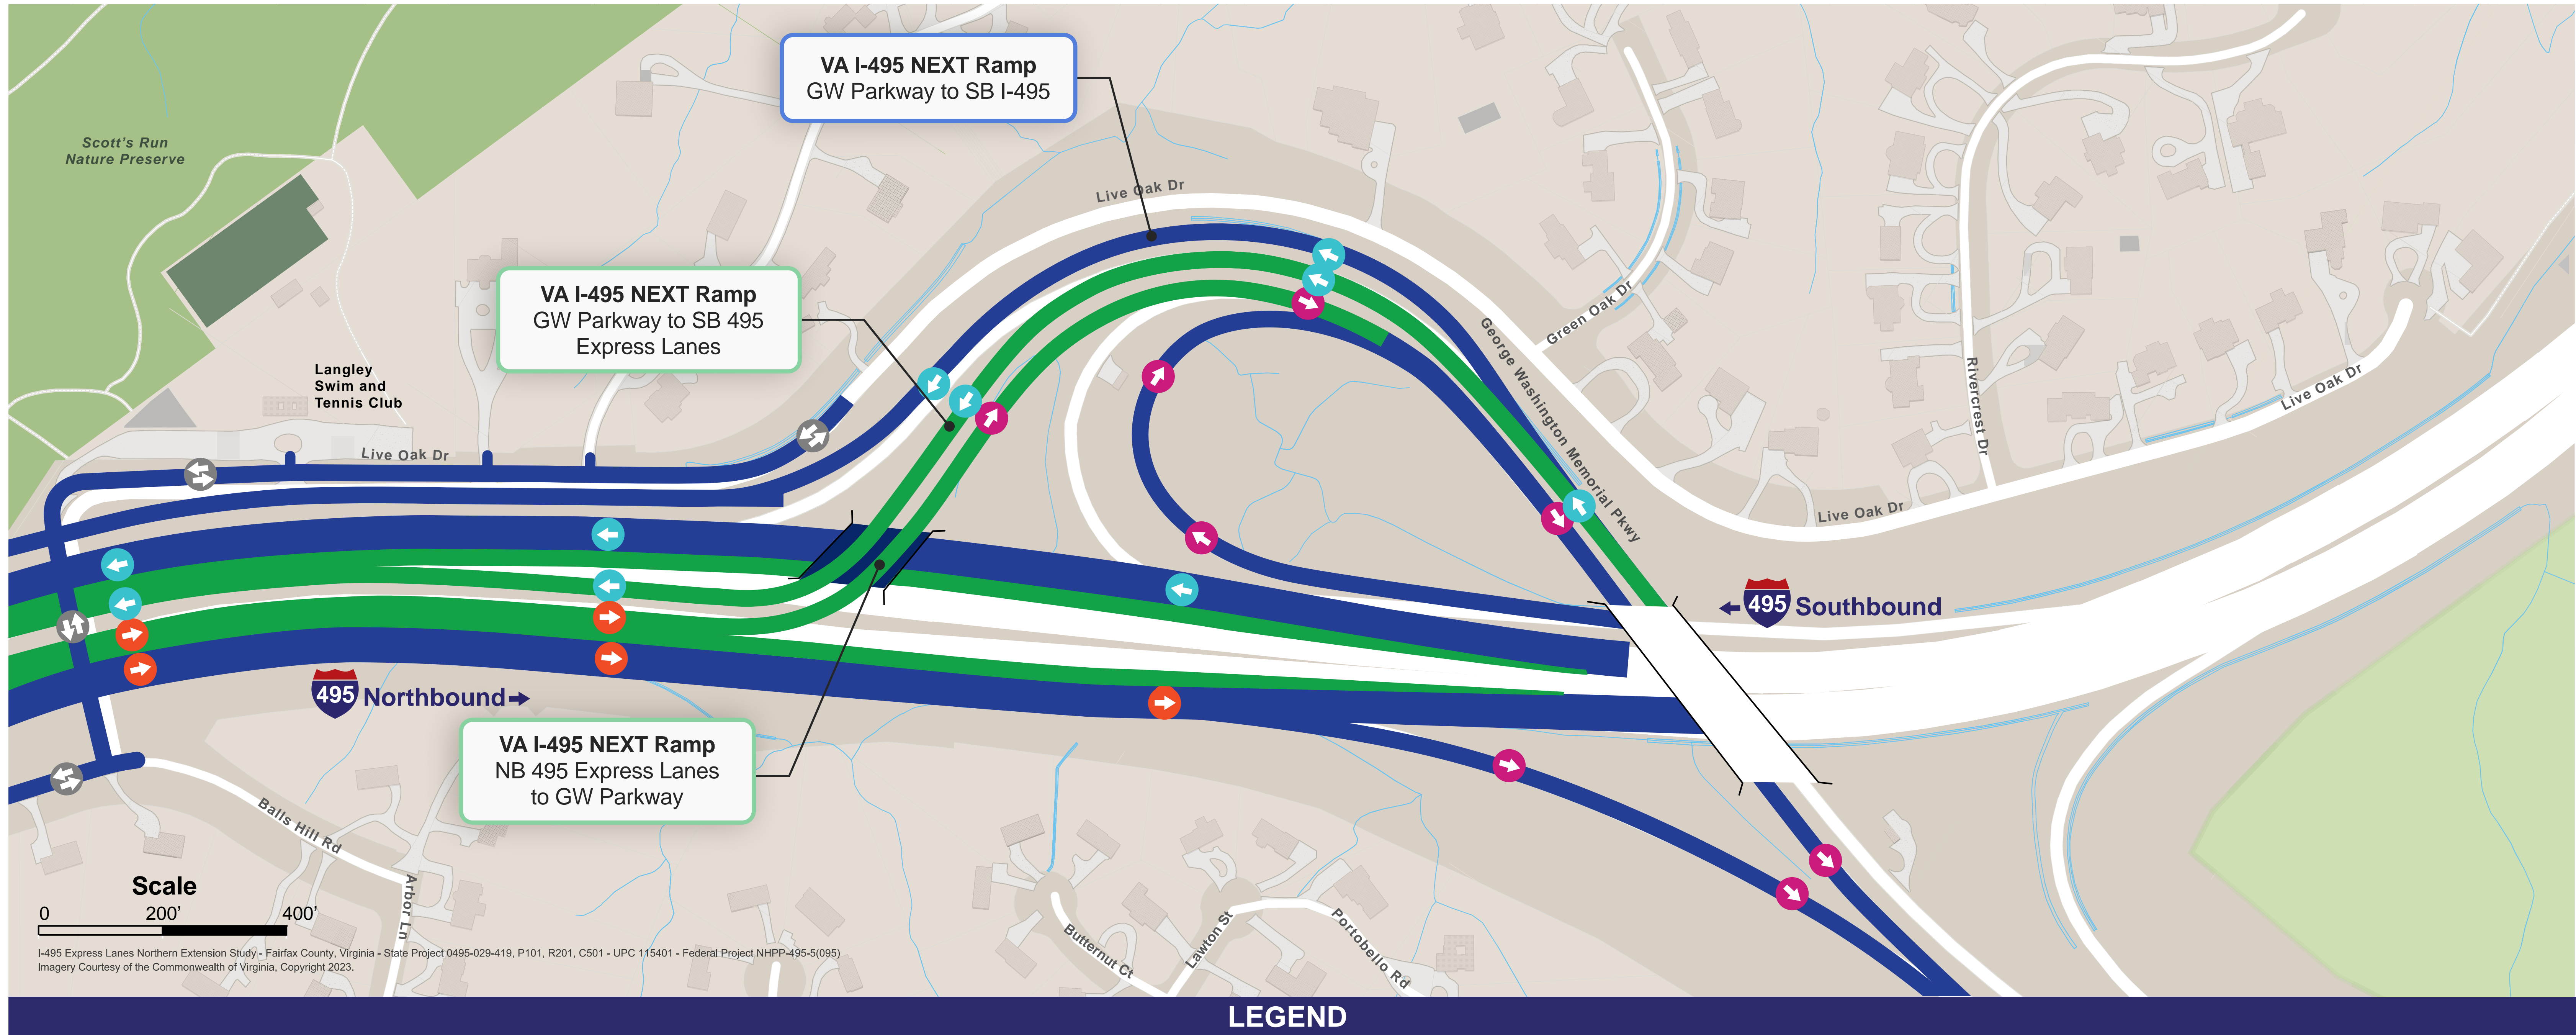 VA I-495 NEXT Ramp
GW Parkway to SB I-495
Scott's Run
Nature Preserve
Live Oak Dr
VA I-495 NEXT Ramp
GW Parkway to SB 495
Express Lanes
Green Oak Dr
George Washington Memorial Pkwy
Rivercrest Dr
Live Oak Dr
Langley
Swim and
Tennis Club
Live Oak Dr
Live Oak Dr
495 Southbound
495 Northbound
VA I-495 NEXT Ramp
NB 495 Express Lanes
to GW Parkway
Balls Hill Rd
Arbor Ln
Butternut Ct
Lawton St
Portobello Rd
Scale
0 200’ 400’
I-495 Express Lanes Northern Extension Study - Fairfax County, Virginia - State Project 0495-029-419, P101, R201, C501 - UPC 115401 - Federal Project NHPP-495-5(095)
Imagery Courtesy of the Commonwealth of Virginia, Copyright 2023.
LEGEND